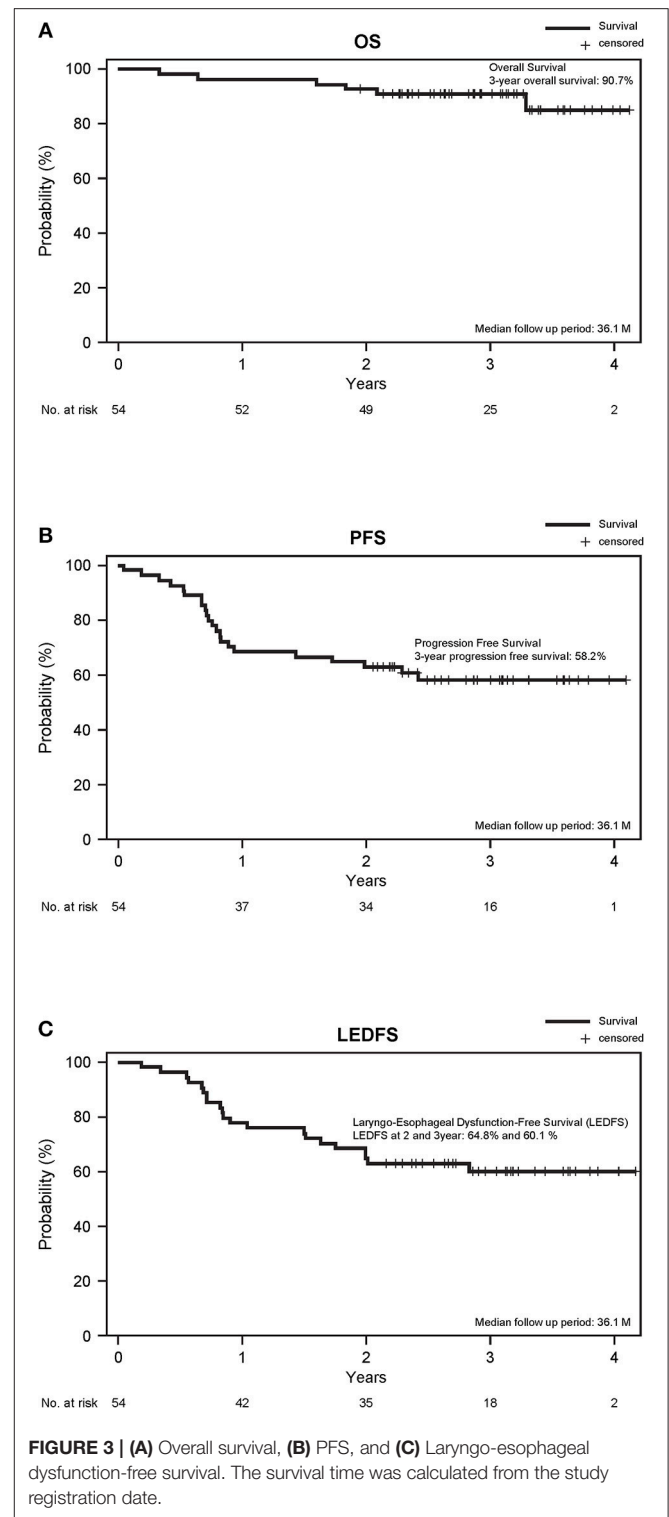 A
OS
Survival
+ censored
Overall Survival
3-year overall survival: 90.7%
Probability (%)
100
80
60
40
20
0
Median follow up period: 36.1 M
0 1 2 3 4
Years
No. at risk 54 52 49 25 2
B
PFS
Survival
+ censored
Progression Free Survival
3-year progression free survival: 58.2%
Probability (%)
100
80
60
40
20
0
Median follow up period: 36.1 M
0 1 2 3 4
Years
No. at risk 54 37 34 16 1
C
LEDFS
Survival
+ censored
Laryngo-Esophageal Dysfunction-Free Survival (LEDFS)
LEDFS at 2 and 3year: 64.8% and 60.1 %
Probability (%)
100
80
60
40
20
0
Median follow up period: 36.1 M
0 1 2 3 4
Years
No. at risk 54 42 35 18 2
FIGURE 3 | (A) Overall survival, (B) PFS, and (C) Laryngo-esophageal
dysfunction-free survival. The survival time was calculated from the study
registration date.